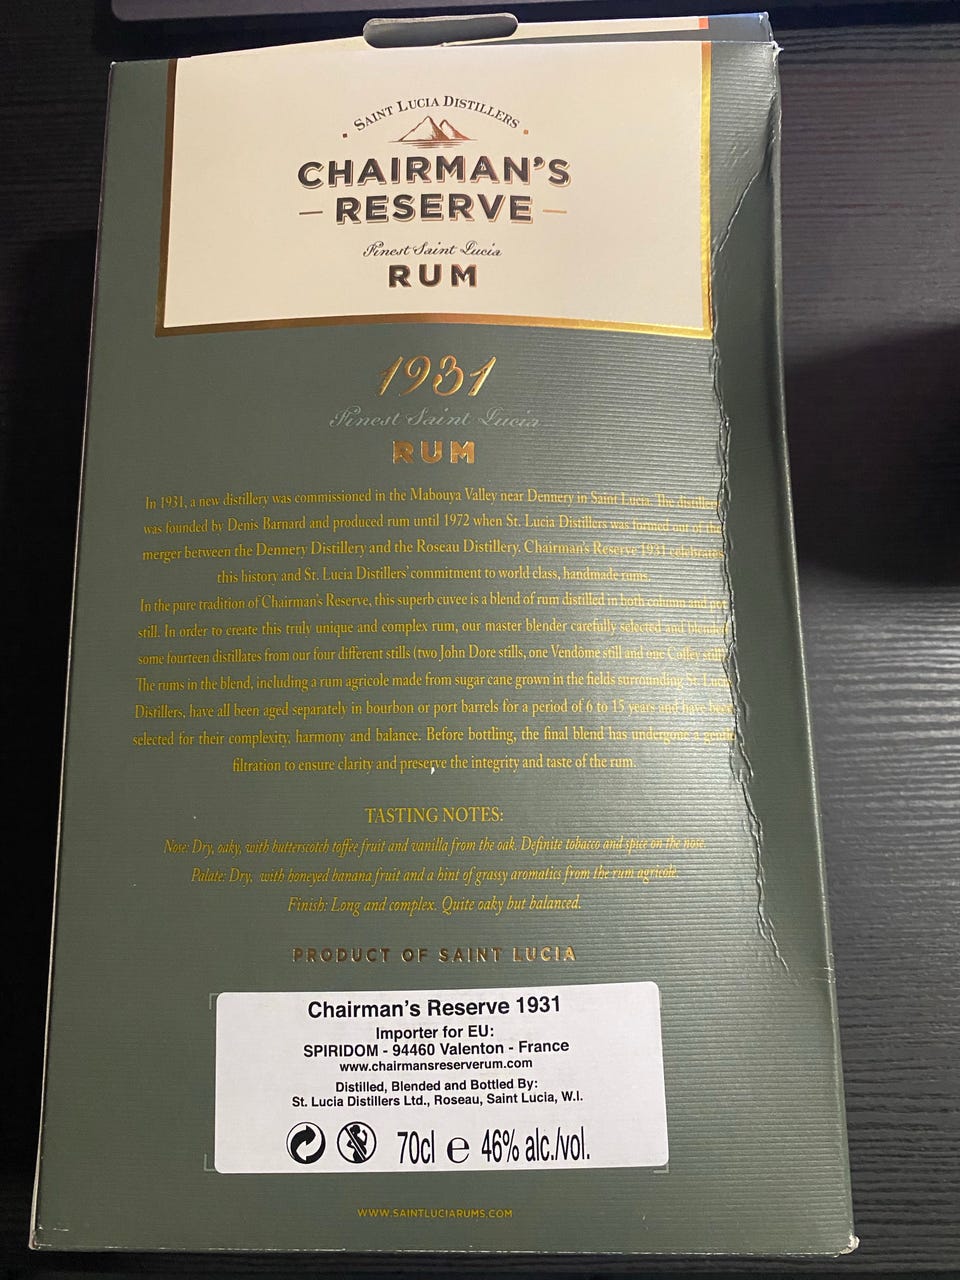 SAINT LUCIA DISTILLERS
CHAIRMAN'S
RESERVE
Finest Saint Lucia
RUM
1931
Finest Saint Lucia
RUM
In 1931, a new distillery was commissioned in the Mabouya Valley near Dennery in Saint Lucia. The distillery
was founded by Denis Barnard and produced rum until 1972 when St. Lucia Distillers was formed out of the
merger between the Dennery Distillery and the Roseau Distillery. Chairman's Reserve 1931 celebrates
this history and St. Lucia Distillers' commitment to world class, handmade rums.
In the pure tradition of Chairman's Reserve, this superb cuvee is a blend of rum distilled in both column and pot
still. In order to create this truly unique and complex rum, our master blender carefully selected and blended
some fourteen distillates from our four different stills (two John Dore stills, one Vendôme still and one Coffey still)
The rums in the blend, including a rum agricole made from sugar cane grown in the fields surrounding St. Lucia
Distillers, have all been aged separately in bourbon or port barrels for a period of 6 to 15 years and have been
selected for their complexity, harmony and balance. Before bottling, the final blend has undergone a gentle
filtration to ensure clarity and preserve the integrity and taste of the rum.
TASTING NOTES:
Nose: Dry, oaky, with butterscotch toffee fruit and vanilla from the oak. Definite tobacco and spice on the nose.
Palate: Dry, with honeyed banana fruit and a hint of grassy aromatics from the rum agricole.
Finish: Long and complex. Quite oaky but balanced.
PRODUCT OF SAINT LUCIA
Chairman's Reserve 1931
Importer for EU:
SPIRIDOM - 94460 Valenton - France
www.chairmansreserverum.com
Distilled, Blended and Bottled By:
St. Lucia Distillers Ltd., Roseau, Saint Lucia, W.I.
70cl e 46% alc./vol.
WWW.SAINTLUCIARUMS.COM